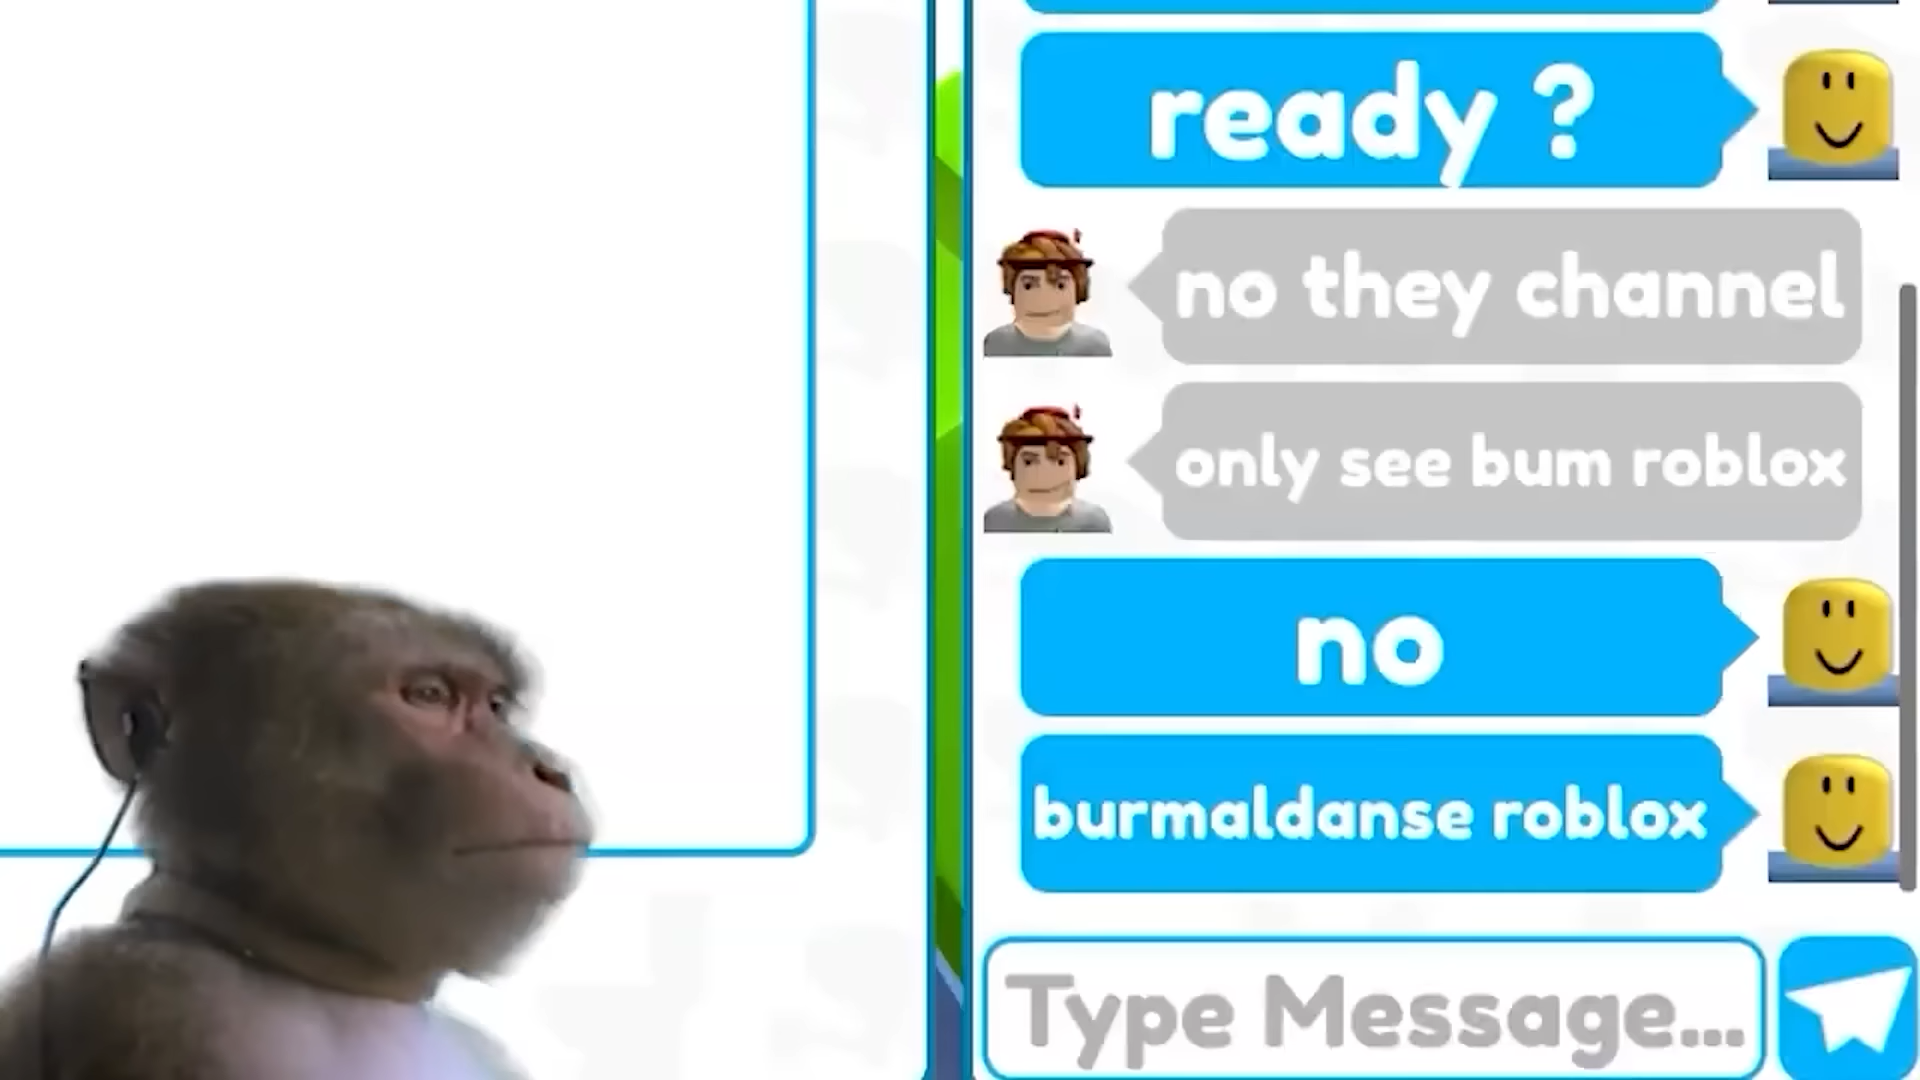 ready ?
no they channel
only see bum roblox
no
burmaldanse roblox
Type Message...